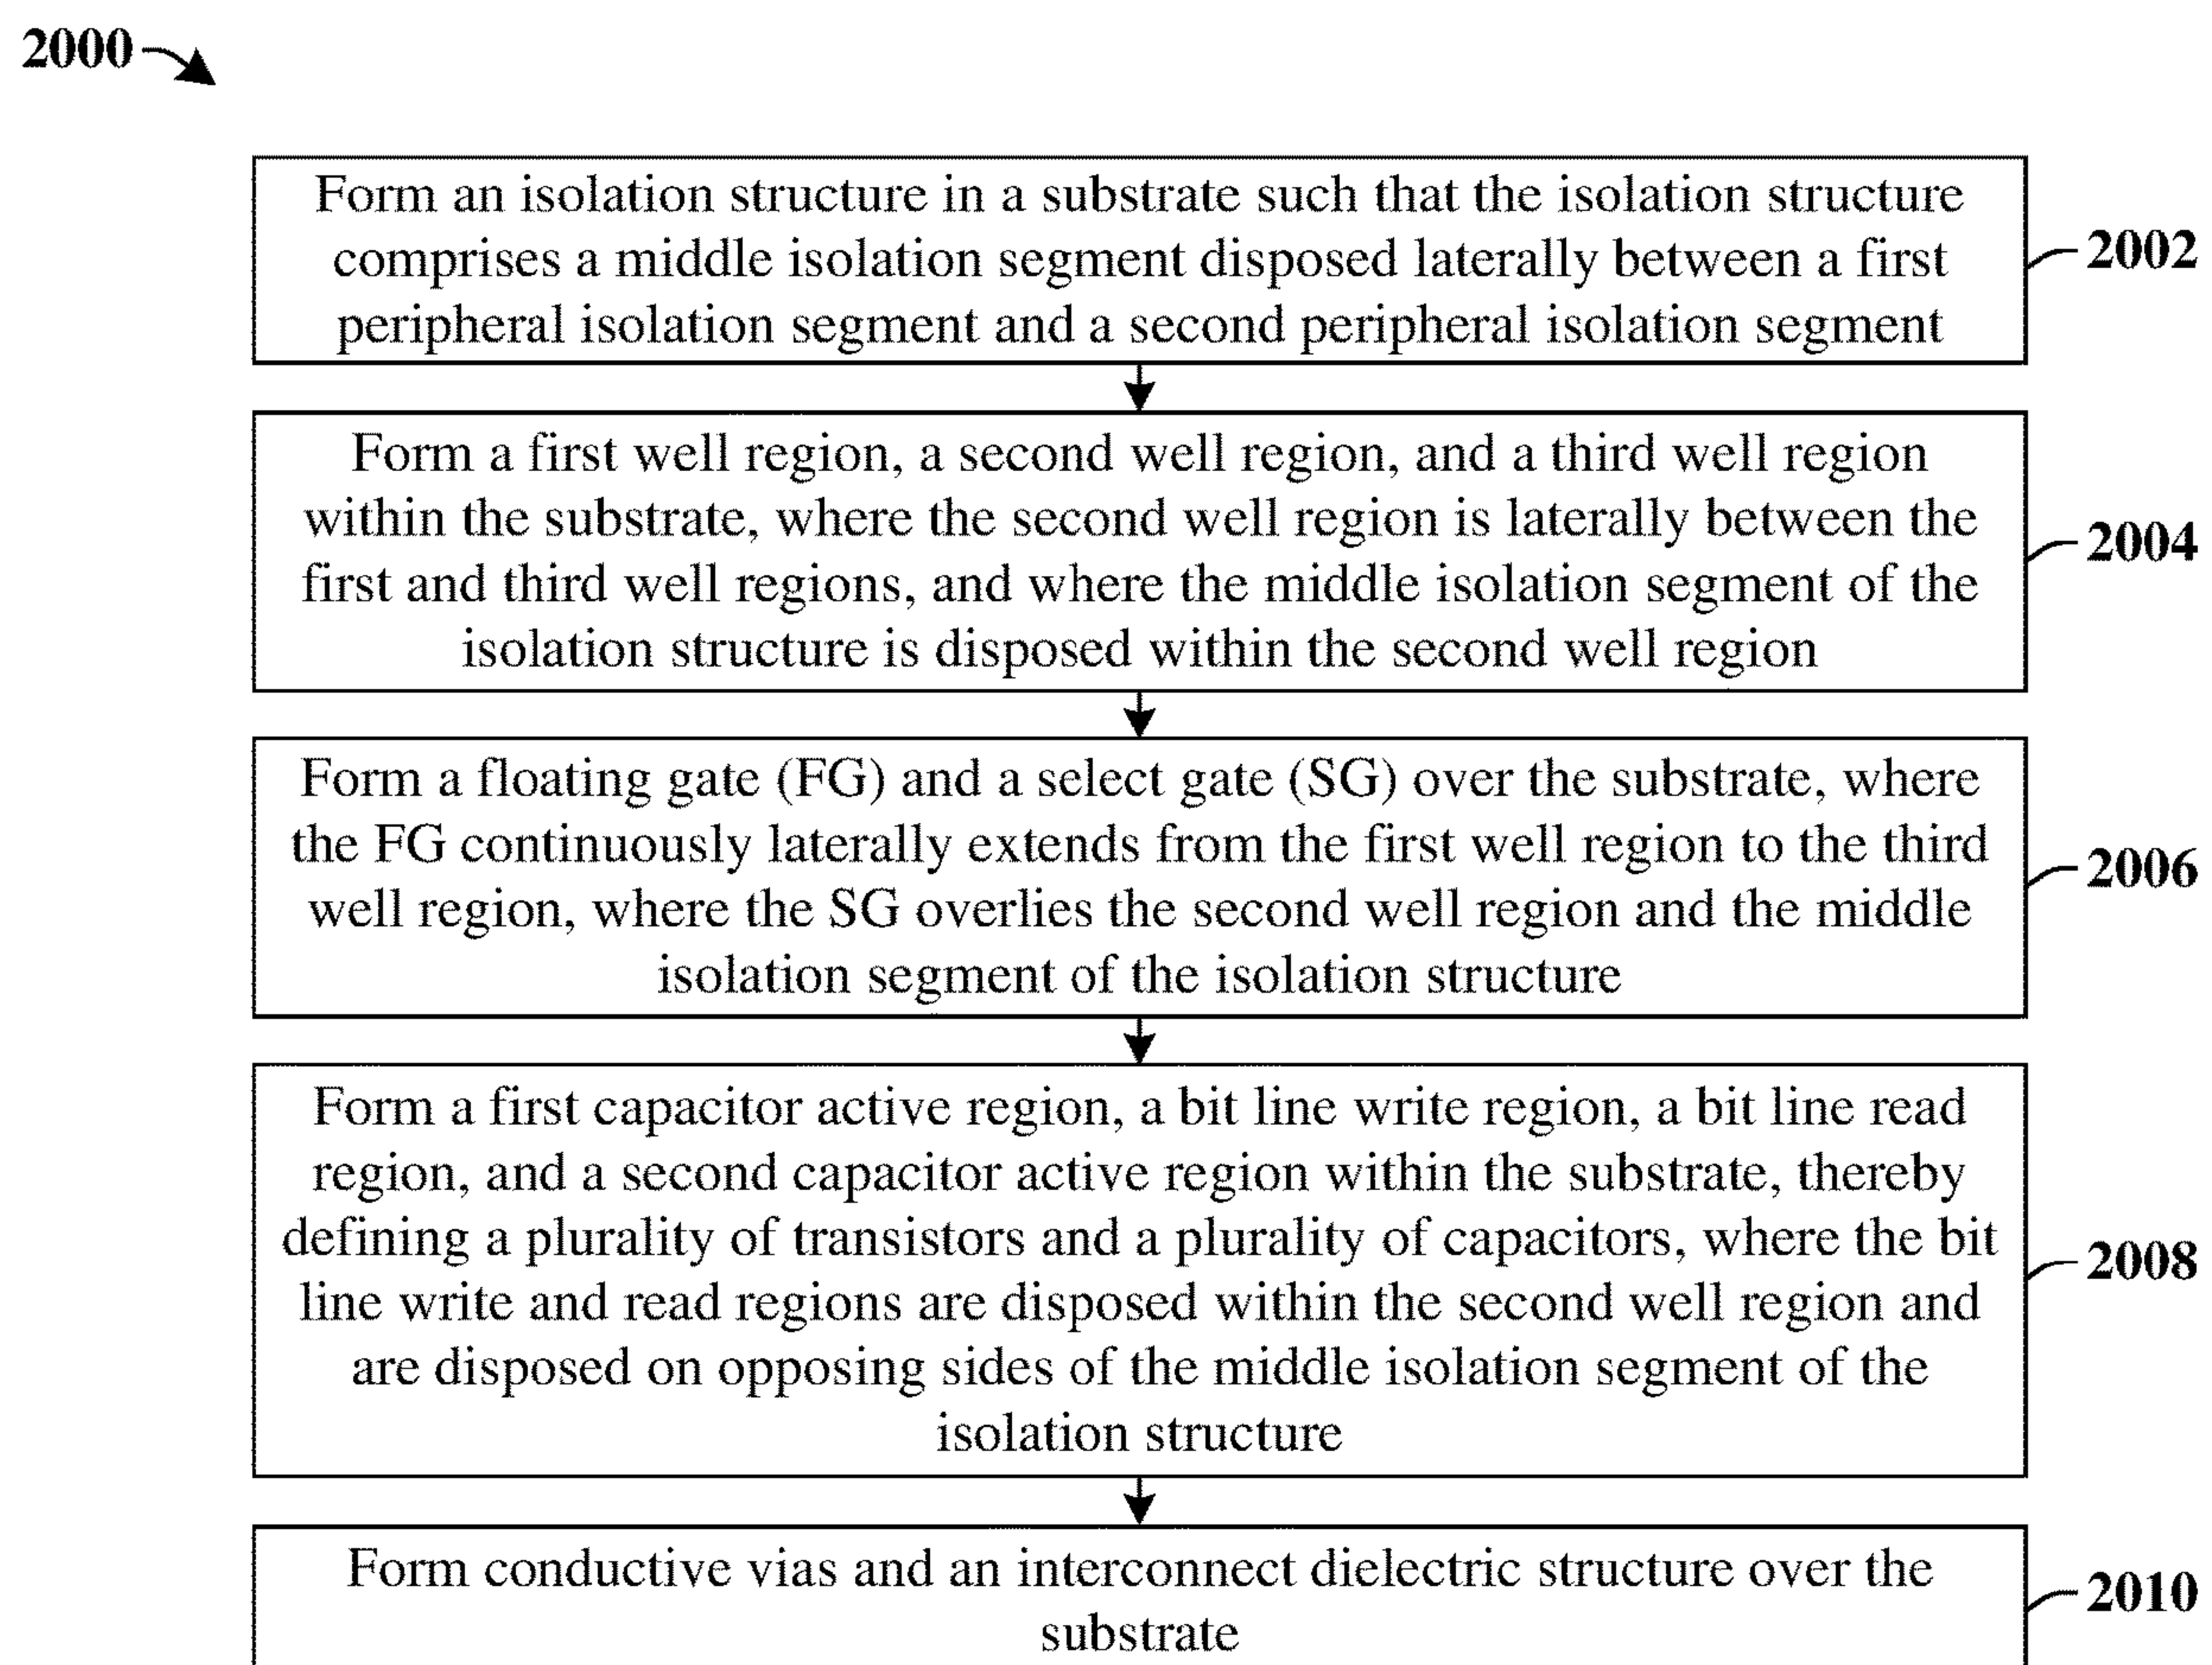 2000
Form an isolation structure in a substrate such that the isolation structure
comprises a middle isolation segment disposed laterally between a first
peripheral isolation segment and a second peripheral isolation segment
2002
Form a first well region, a second well region, and a third well region
within the substrate, where the second well region is laterally between the
first and third well regions, and where the middle isolation segment of the
isolation structure is disposed within the second well region
2004
Form a floating gate (FG) and a select gate (SG) over the substrate, where
the FG continuously laterally extends from the first well region to the third
well region, where the SG overlies the second well region and the middle
isolation segment of the isolation structure
2006
Form a first capacitor active region, a bit line write region, a bit line read
region, and a second capacitor active region within the substrate, thereby
defining a plurality of transistors and a plurality of capacitors, where the bit
line write and read regions are disposed within the second well region and
are disposed on opposing sides of the middle isolation segment of the
isolation structure
2008
Form conductive vias and an interconnect dielectric structure over the
substrate
2010